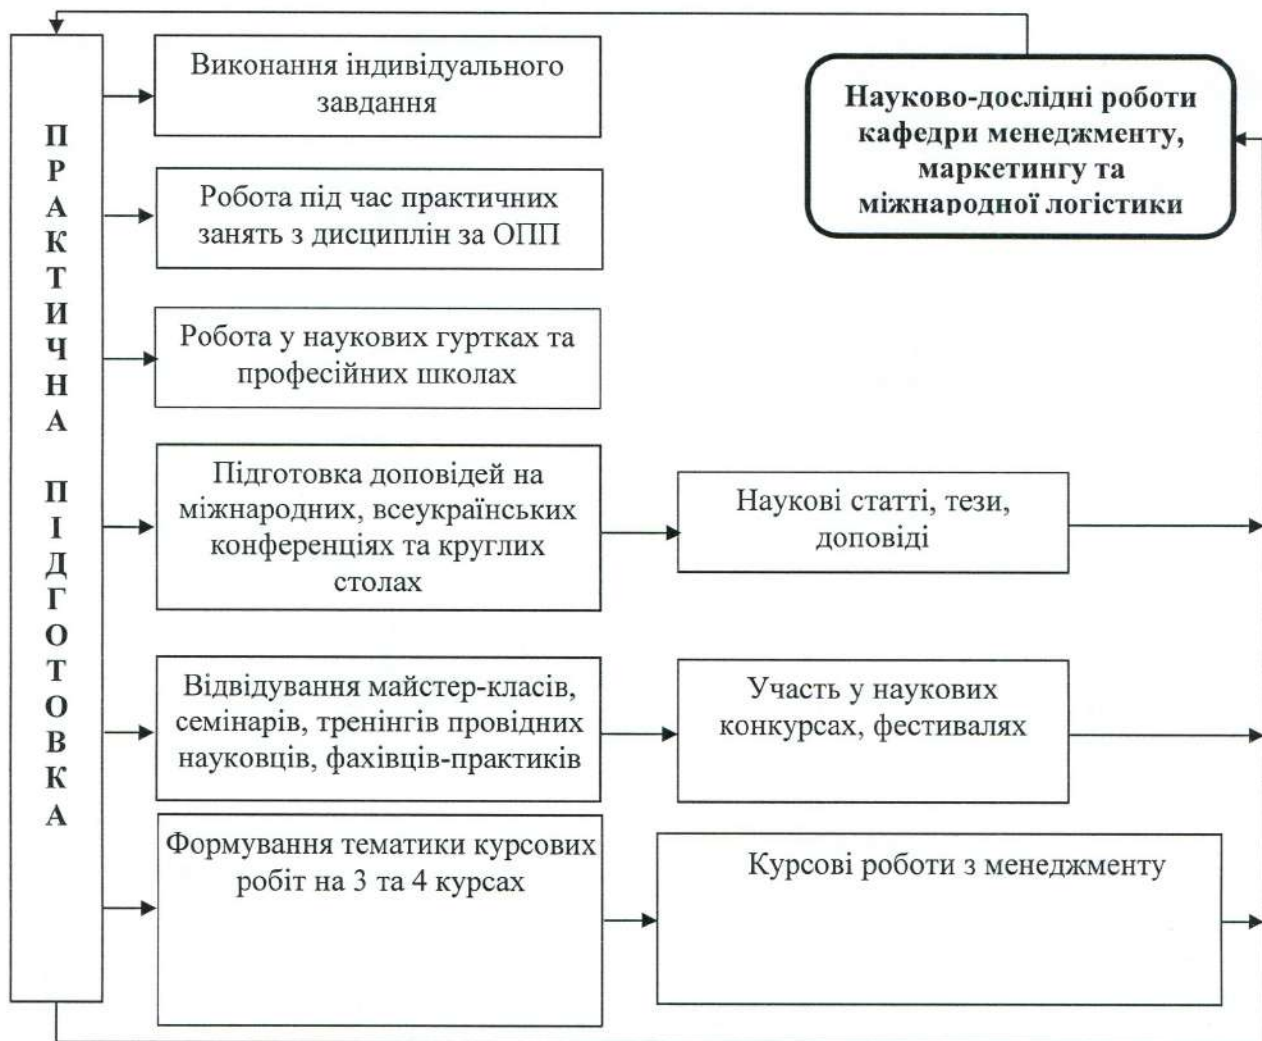 ПРАКТИЧНА ПІДГОТОВКА
Виконання індивідуального
завдання
Науково-дослідні роботи
кафедри менеджменту,
маркетингу та
міжнародної логістики
Робота під час практичних
занять з дисциплін за ОПП
Робота у наукових гуртках та
професійних школах
Підготовка доповідей на
міжнародних, всеукраїнських
конференціях та круглих
столах
Наукові статті, тези,
доповіді
Відвідування майстер-класів,
семінарів, тренінгів провідних
науковців, фахівців-практиків
Участь у наукових
конкурсах, фестивалях
Формування тематики курсових
робіт на 3 та 4 курсах
Курсові роботи з менеджменту